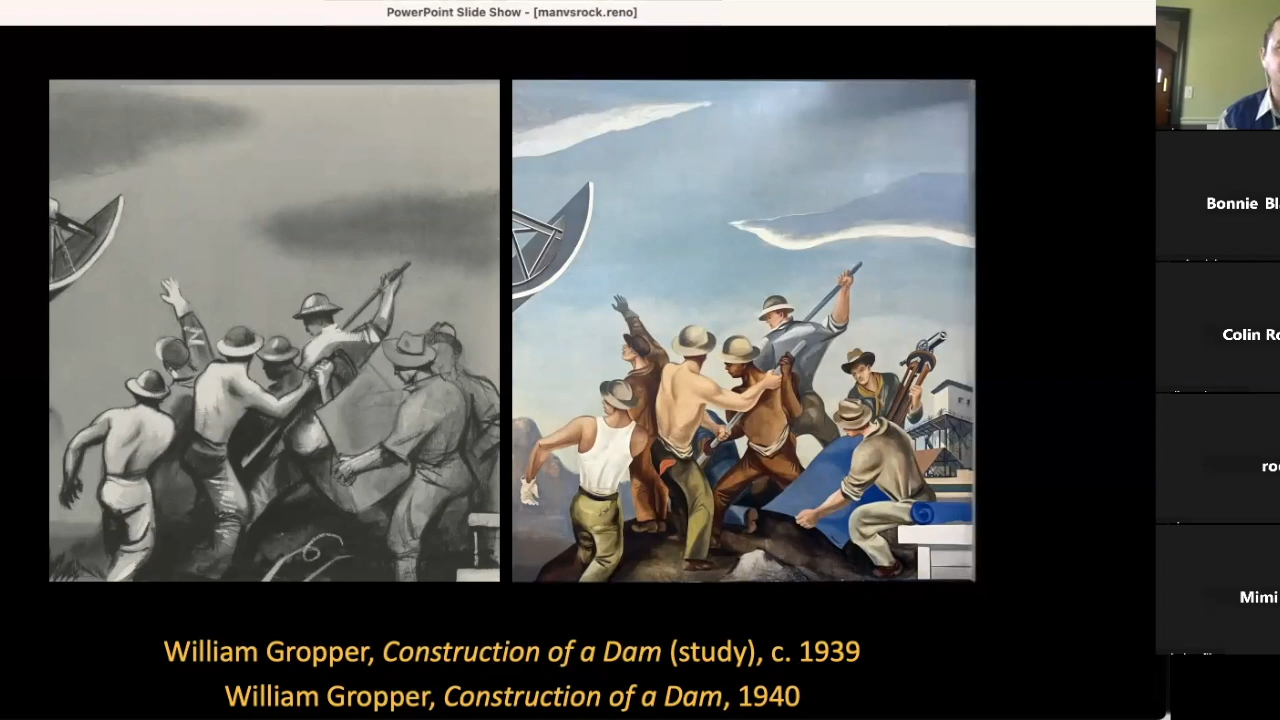 PowerPoint Slide Show - [manvsrock.reno]
William Gropper, Construction of a Dam (study), c. 1939
William Gropper, Construction of a Dam, 1940
Bonnie Bl
Colin Ro
Mimi